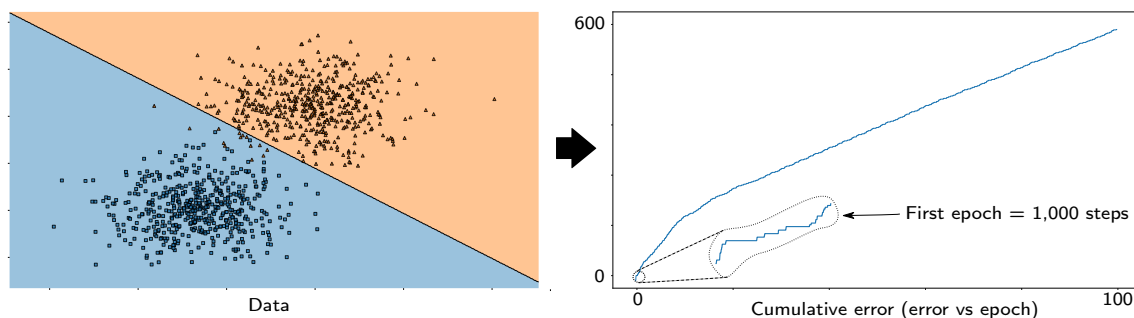 600
First epoch = 1,000 steps
0
0
100
Data
Cumulative error (error vs epoch)